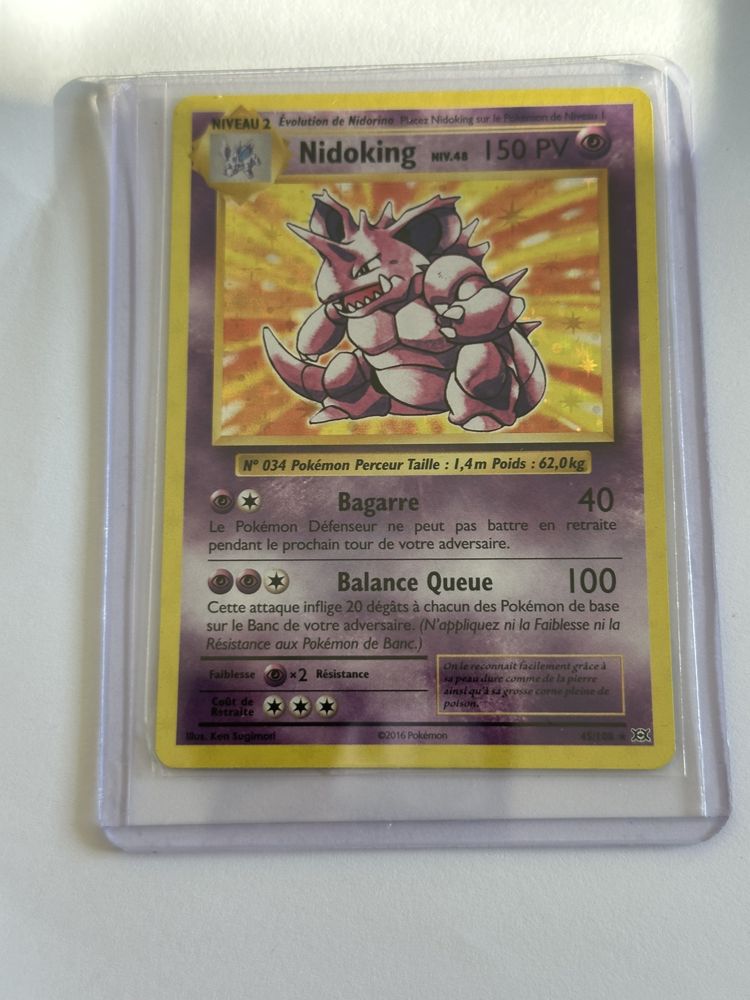 NIVEAU 2 Évolution de Nidorino Placez Nidoking sur le Pokémon de Niveau 1
Nidoking NIV.48 150 PV
N° 034 Pokémon Perceur Taille : 1,4m Poids : 62,0kg
Bagarre 40
Le Pokémon Défenseur ne peut pas battre en retraite
pendant le prochain tour de votre adversaire.
Balance Queue 100
Cette attaque inflige 20 dégâts à chacun des Pokémon de base
sur le Banc de votre adversaire. (N'appliquez ni la Faiblesse ni la
Résistance aux Pokémon de Banc.)
Faiblesse ×2 Résistance
Coût de
Retraite
On le reconnaît facilement grâce à
sa peau dure comme de la pierre
ainsi qu'à sa grosse corne pleine de
poison.
Illus. Ken Sugimori ©2016 Pokémon 45/108